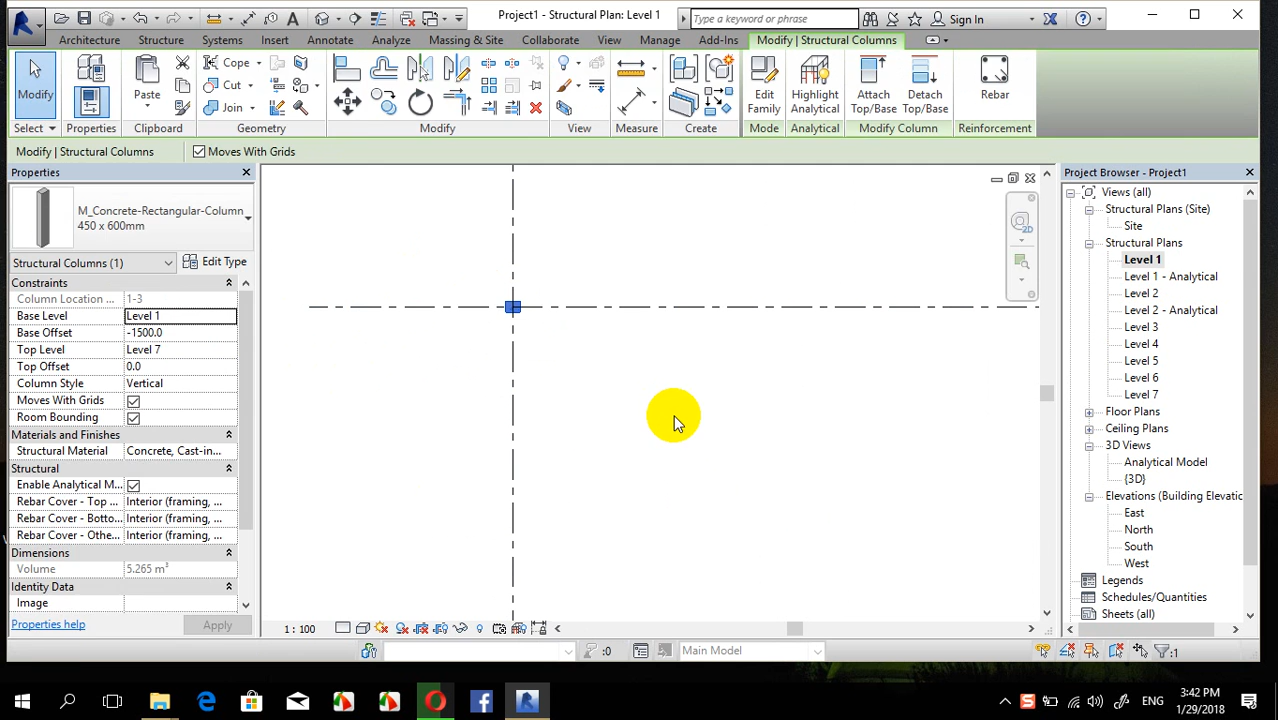 Project1 - Structural Plan: Level 1
Type a keyword or phrase
Sign In
Architecture Structure Systems Insert Annotate Analyze Massing & Site Collaborate View Manage Add-Ins Modify | Structural Columns
Modify
Select
Properties
Paste
Clipboard
Cope
Cut
Join
Geometry
Modify
View
Measure
Create
Edit
Family
Mode
Highlight
Analytical
Analytical
Attach
Top/Base
Detach
Top/Base
Modify Column
Rebar
Reinforcement
Modify | Structural Columns
Moves With Grids
Properties
M_Concrete-Rectangular-Column
450 x 600mm
Structural Columns (1)
Edit Type
Constraints
Column Location ... 1-3
Base Level Level 1
Base Offset -1500.0
Top Level Level 7
Top Offset 0.0
Column Style Vertical
Moves With Grids
Room Bounding
Materials and Finishes
Structural Material Concrete, Cast-in...
Structural
Enable Analytical M...
Rebar Cover - Top ... Interior (framing, ...
Rebar Cover - Botto... Interior (framing, ...
Rebar Cover - Othe... Interior (framing, ...
Dimensions
Volume 5.265 m³
Identity Data
Image
Properties help
Apply
2D
Project Browser - Project1
Views (all)
Structural Plans (Site)
Site
Structural Plans
Level 1
Level 1 - Analytical
Level 2
Level 2 - Analytical
Level 3
Level 4
Level 5
Level 6
Level 7
Floor Plans
Ceiling Plans
3D Views
Analytical Model
{3D}
Elevations (Building Elevatic
East
North
South
West
Legends
Schedules/Quantities
Sheets (all)
1 : 100
:0
Main Model
:1
ENG
3:42 PM
1/29/2018